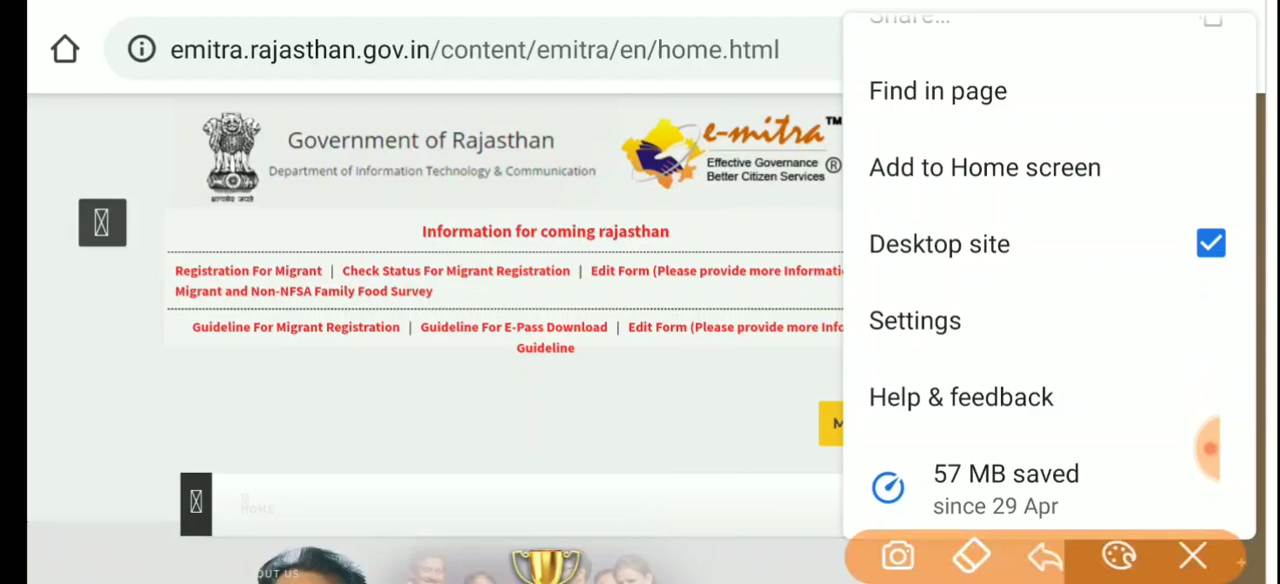 emitra.rajasthan.gov.in/content/emitra/en/home.html
Share...
Find in page
Add to Home screen
Desktop site
Settings
Help & feedback
57 MB saved
since 29 Apr
Government of Rajasthan
Department of Information Technology & Communication
e-mitra™
Effective Governance
Better Citizen Services ®
Information for coming rajasthan
Registration For Migrant | Check Status For Migrant Registration | Edit Form (Please provide more Informati
Migrant and Non-NFSA Family Food Survey
Guideline For Migrant Registration | Guideline For E-Pass Download | Edit Form (Please provide more Info
Guideline
M
HOME
OUT US